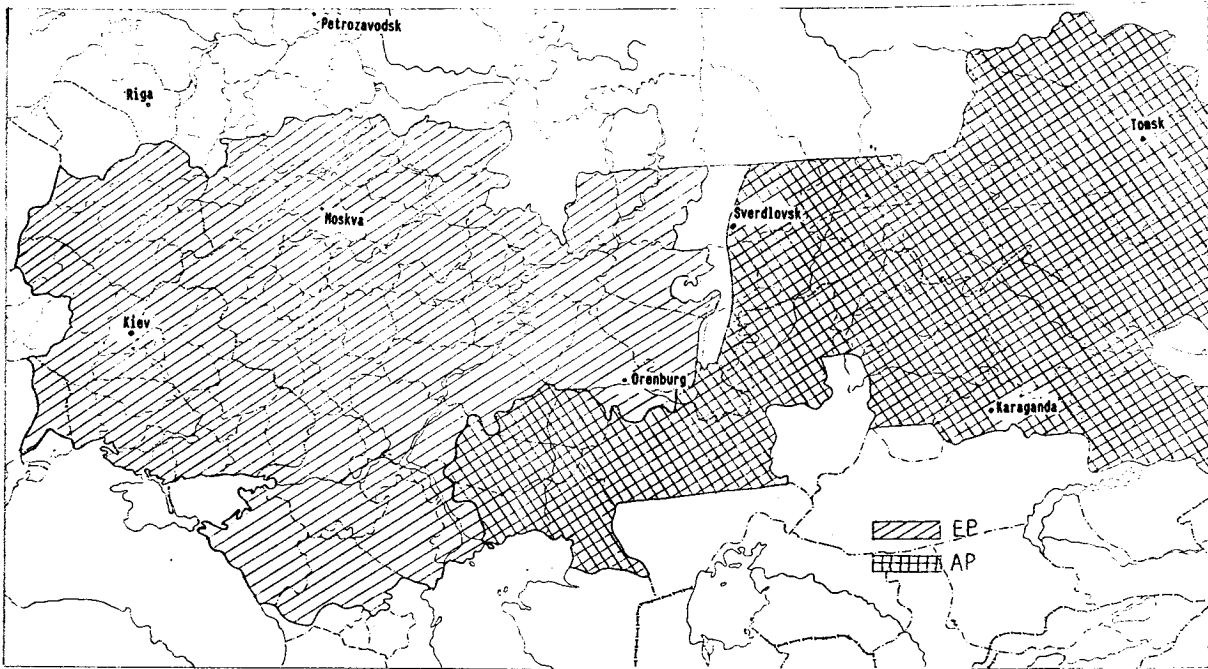 Petrozavodsk
Riga
Tomsk
Moskva
Sverdlovsk
Kiev
Orenburg
Karaganda
EP
AP